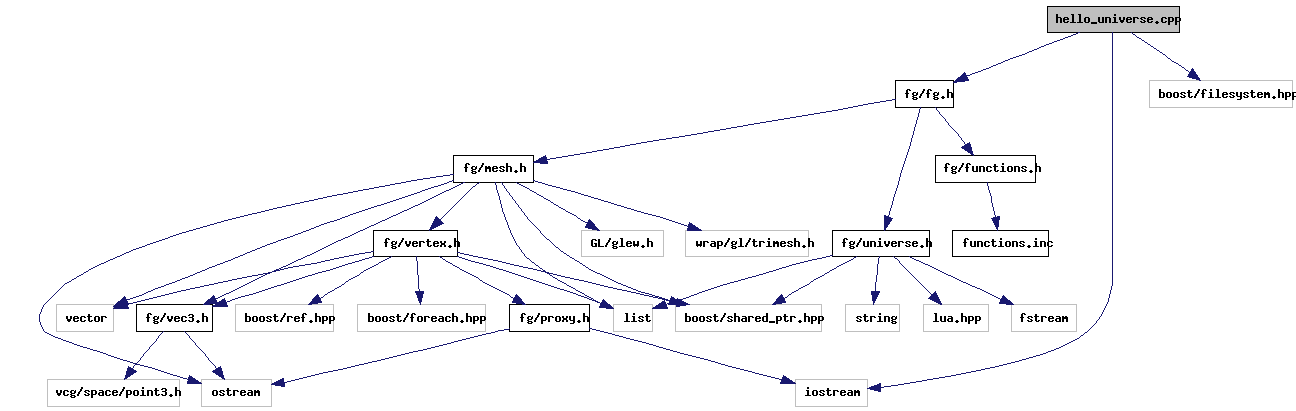 hello_universe.cpp
fg/fg.h
boost/filesystem.hpp
fg/mesh.h
fg/functions.h
fg/vertex.h
GL/glew.h
wrap/gl/trimesh.h
fg/universe.h
functions.inc
vector
fg/vec3.h
boost/ref.hpp
boost/foreach.hpp
fg/proxy.h
list
boost/shared_ptr.hpp
string
lua.hpp
fstream
vcg/space/point3.h
ostream
iostream